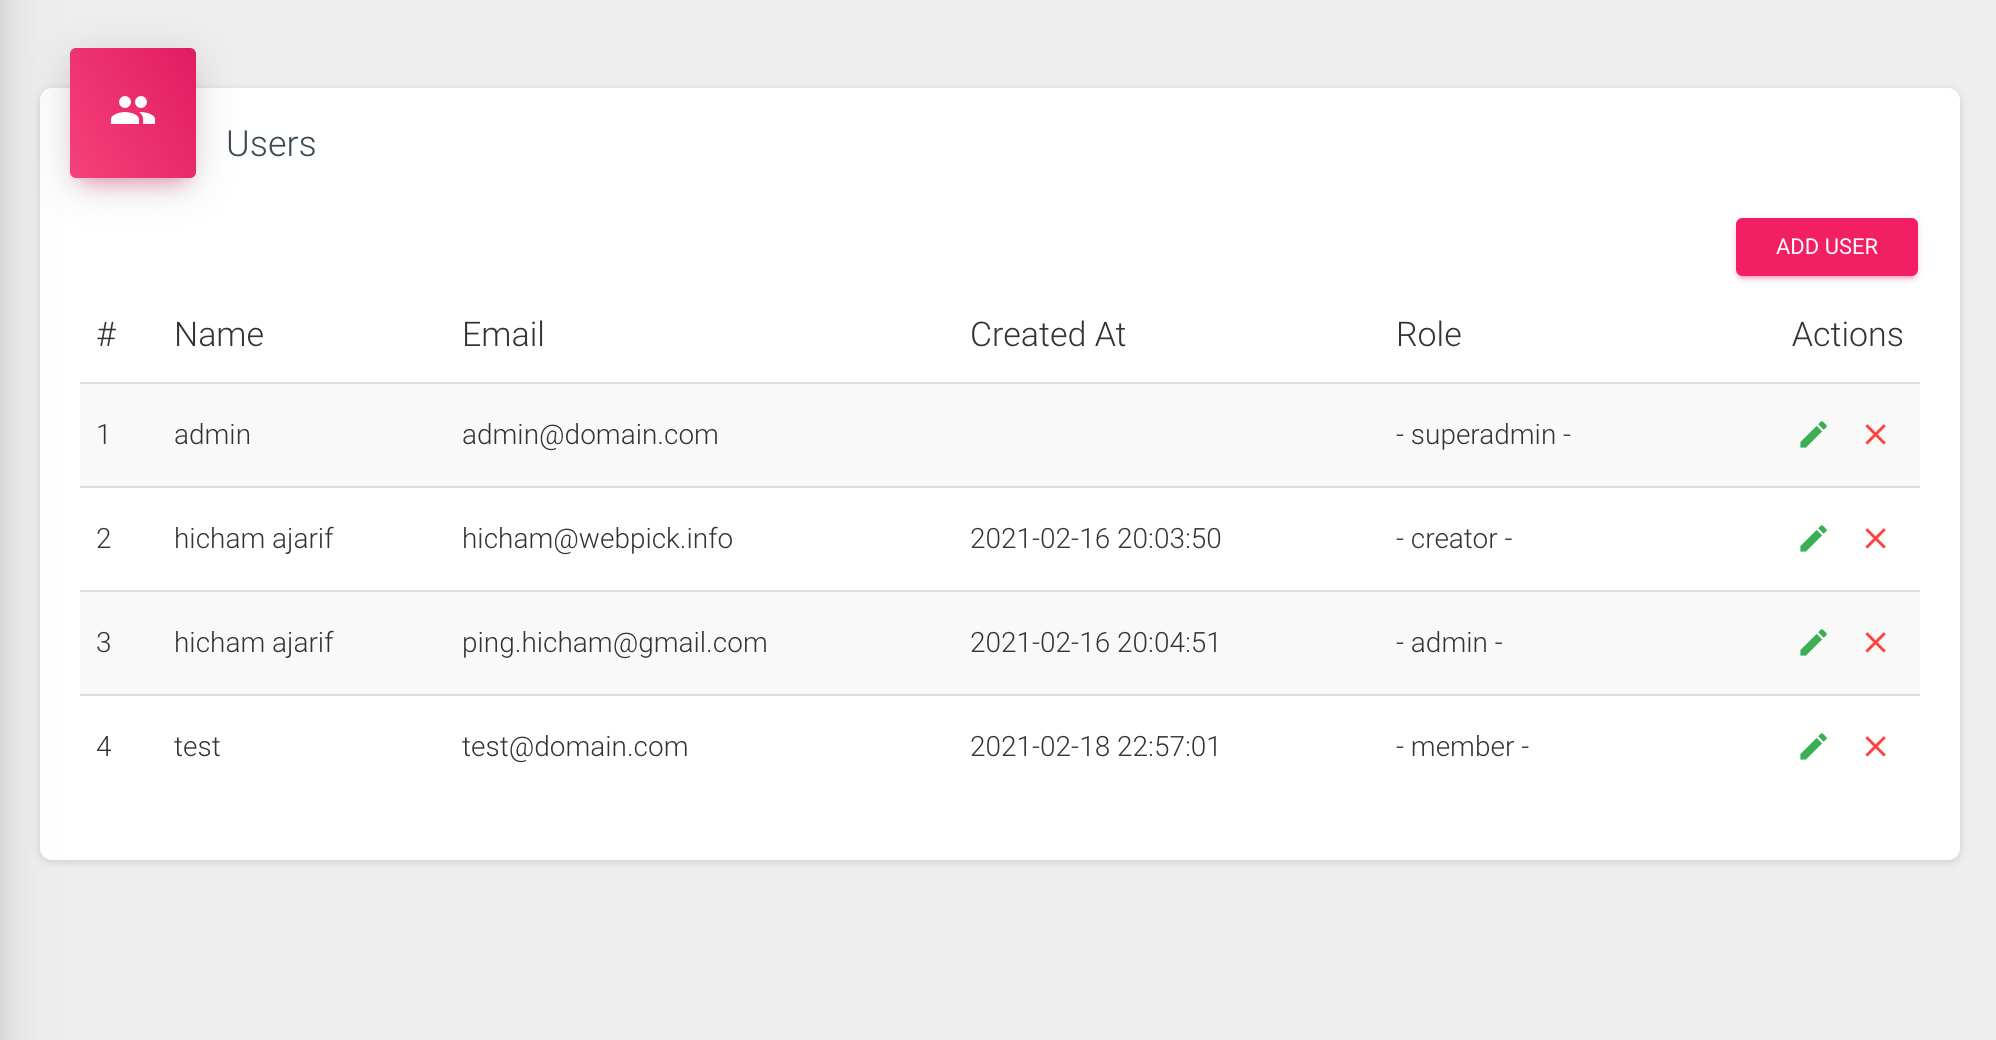 Users
ADD USER
# Name Email Created At Role Actions
1 admin admin@domain.com - superadmin -
2 hicham ajarif hicham@webpick.info 2021-02-16 20:03:50 - creator -
3 hicham ajarif ping.hicham@gmail.com 2021-02-16 20:04:51 - admin -
4 test test@domain.com 2021-02-18 22:57:01 - member -